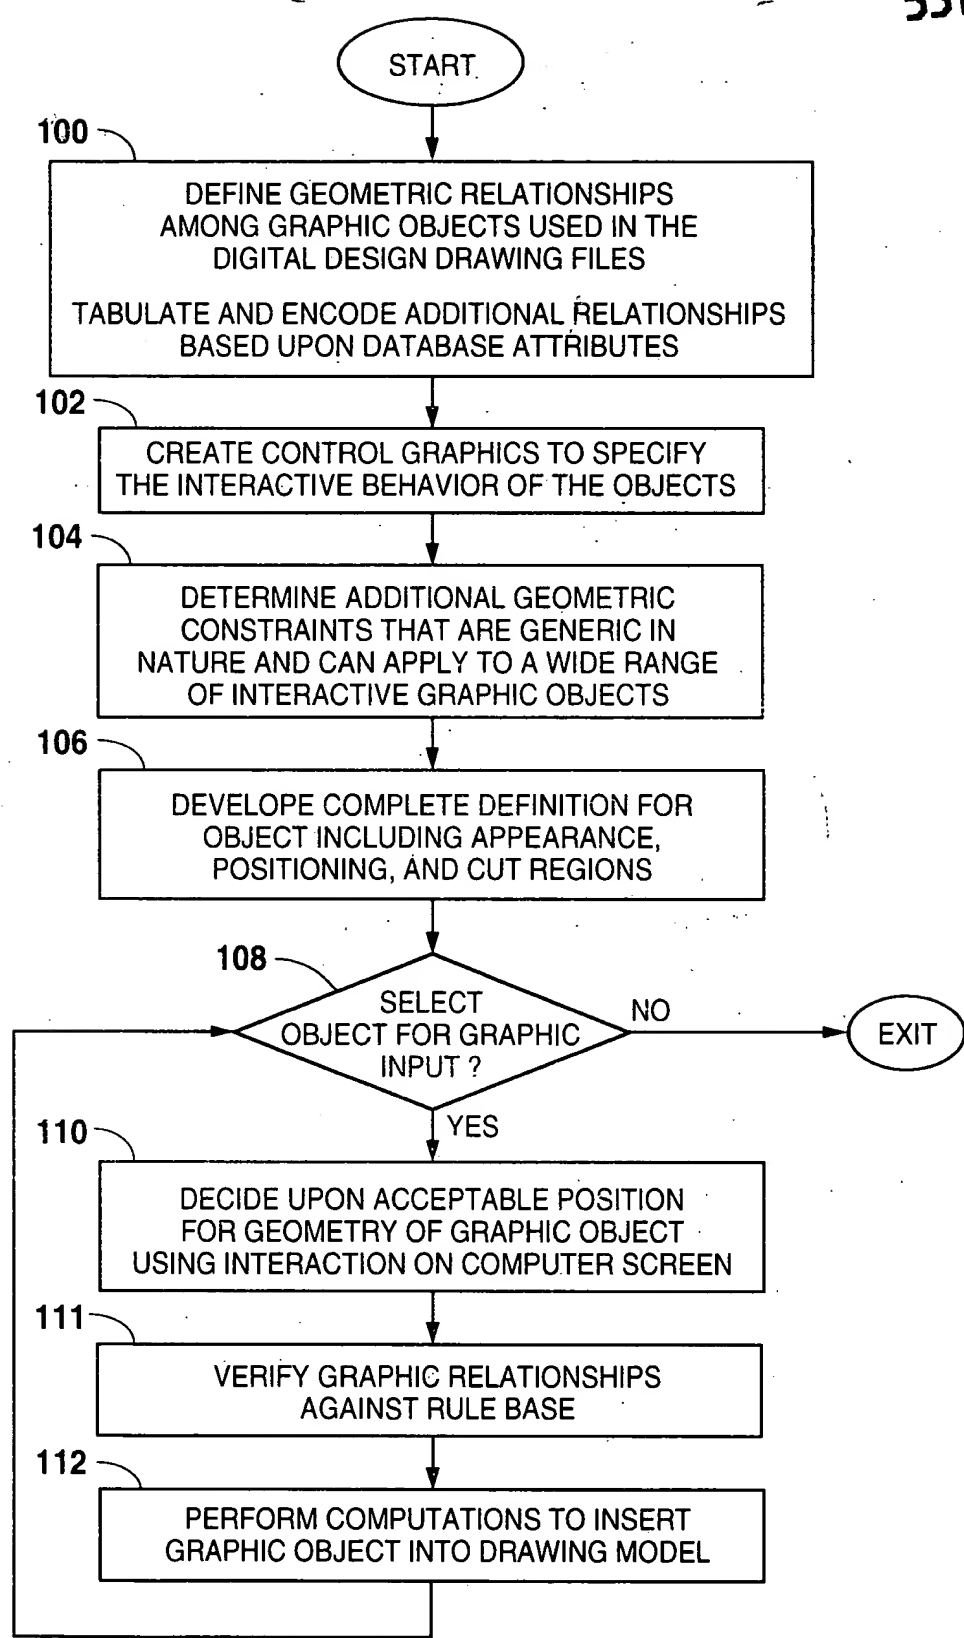 START
100
DEFINE GEOMETRIC RELATIONSHIPS
AMONG GRAPHIC OBJECTS USED IN THE
DIGITAL DESIGN DRAWING FILES
TABULATE AND ENCODE ADDITIONAL RELATIONSHIPS
BASED UPON DATABASE ATTRIBUTES
102
CREATE CONTROL GRAPHICS TO SPECIFY
THE INTERACTIVE BEHAVIOR OF THE OBJECTS
104
DETERMINE ADDITIONAL GEOMETRIC
CONSTRAINTS THAT ARE GENERIC IN
NATURE AND CAN APPLY TO A WIDE RANGE
OF INTERACTIVE GRAPHIC OBJECTS
106
DEVELOPE COMPLETE DEFINITION FOR
OBJECT INCLUDING APPEARANCE,
POSITIONING, AND CUT REGIONS
108
SELECT
OBJECT FOR GRAPHIC
INPUT ?
NO
EXIT
YES
110
DECIDE UPON ACCEPTABLE POSITION
FOR GEOMETRY OF GRAPHIC OBJECT
USING INTERACTION ON COMPUTER SCREEN
111
VERIFY GRAPHIC RELATIONSHIPS
AGAINST RULE BASE
112
PERFORM COMPUTATIONS TO INSERT
GRAPHIC OBJECT INTO DRAWING MODEL